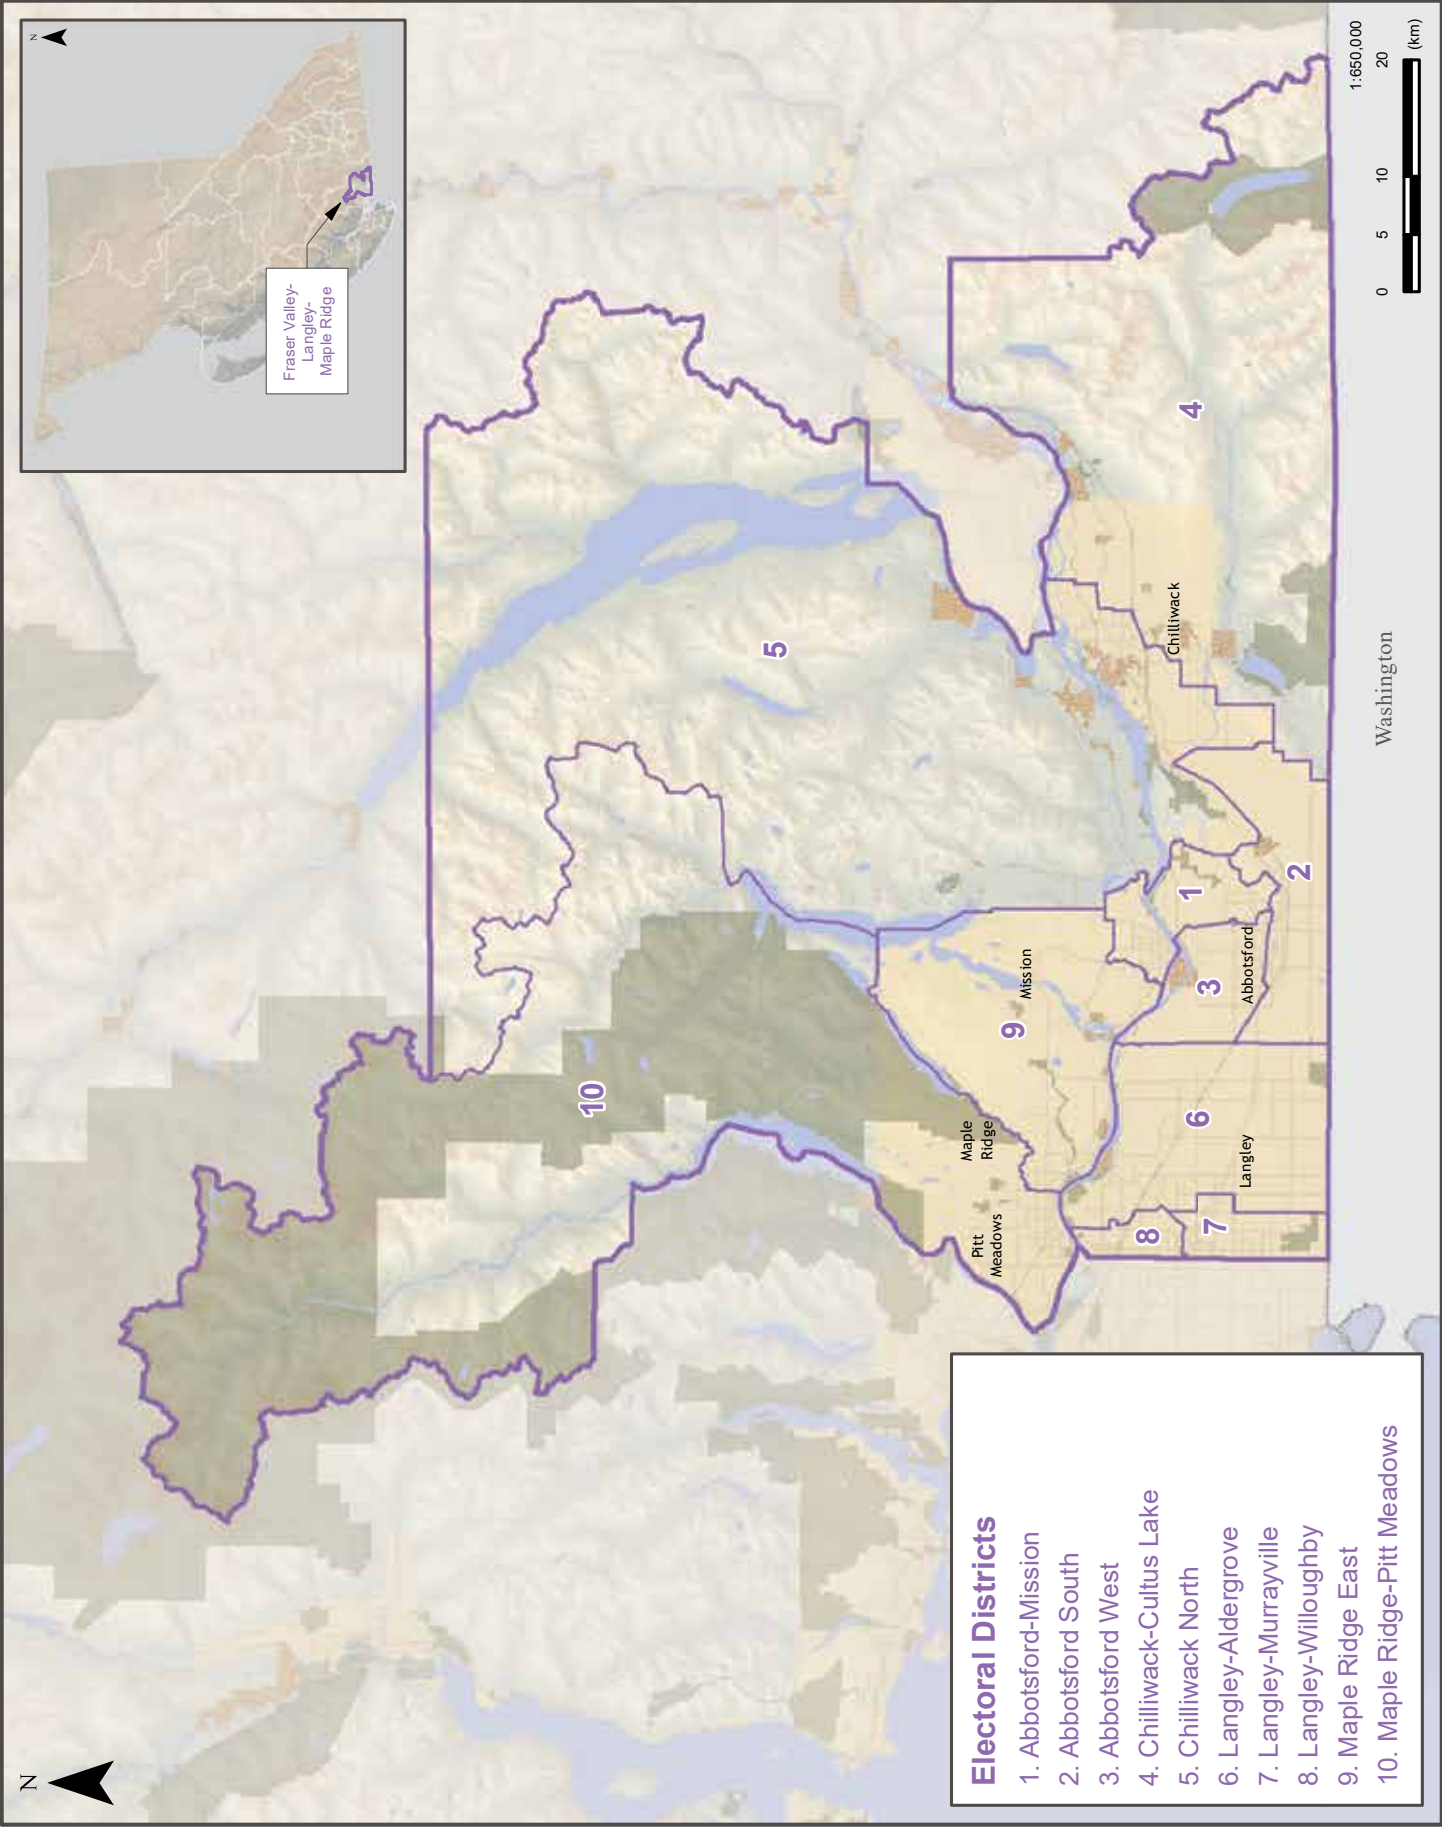 N
N
Fraser Valley-
Langley-
Maple Ridge
10
5
9
4
1
2
3
6
7
8
Mission
Maple
Ridge
Pitt
Meadows
Langley
Abbotsford
Chilliwack
Washington
1:650,000
0 5 10 20
(km)
Electoral Districts
1. Abbotsford-Mission
2. Abbotsford South
3. Abbotsford West
4. Chilliwack-Cultus Lake
5. Chilliwack North
6. Langley-Aldergrove
7. Langley-Murrayville
8. Langley-Willoughby
9. Maple Ridge East
10. Maple Ridge-Pitt Meadows